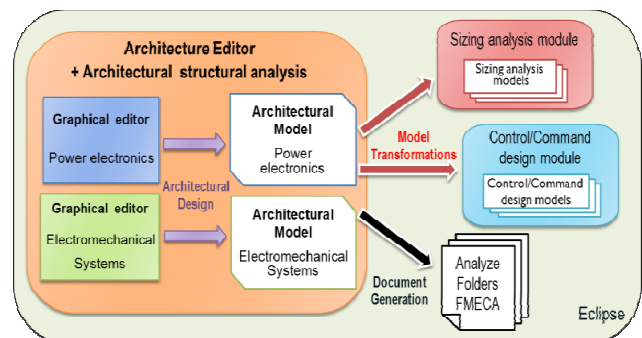 Architecture Editor
+ Architectural structural analysis
Graphical editor
Power electronics
Architectural
Design
Graphical editor
Electromechanical
Systems
Architectural
Model
Power
electronics
Architectural
Model
Electromechanical
Systems
Model
Transformations
Document
Generation
Sizing analysis module
Sizing analysis
models
Control/Command
design module
Control/Command
design models
Analyze
Folders
FMECA
Eclipse